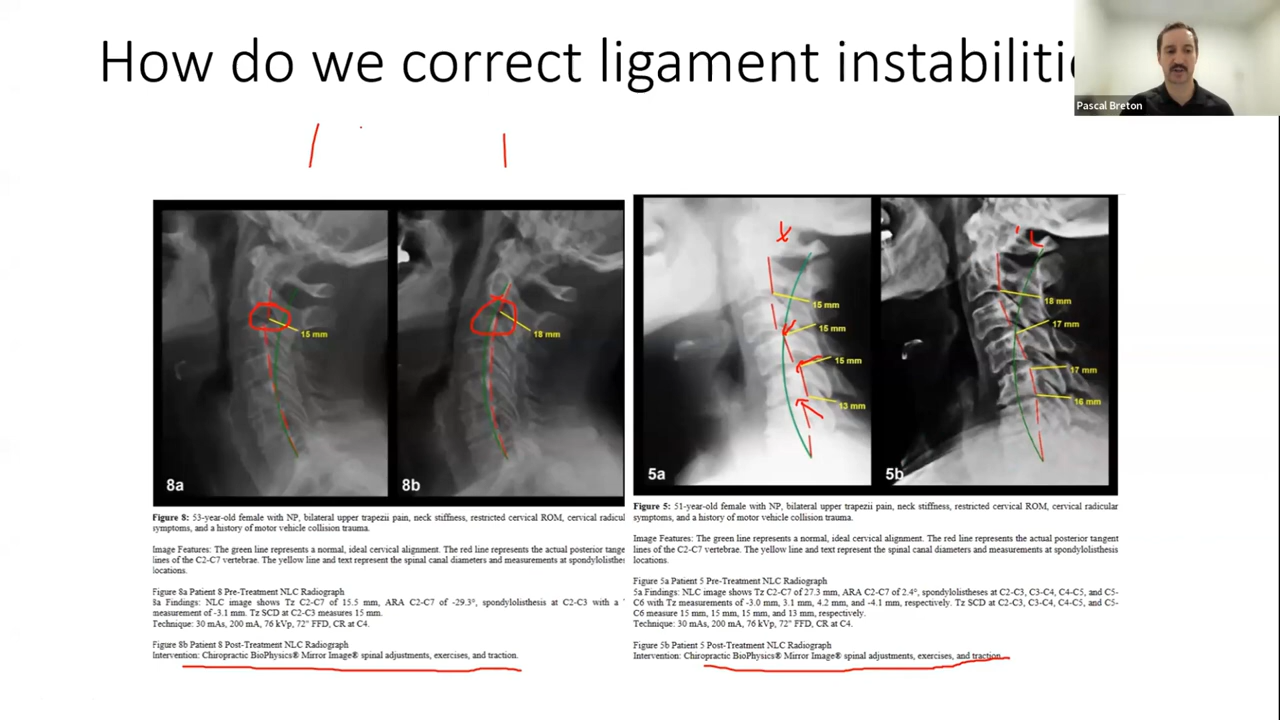 How do we correct ligament instabiliti
Pascal Breton
15 mm
18 mm
8a
8b
15 mm
15 mm
15 mm
13 mm
18 mm
17 mm
17 mm
16 mm
5a
5b
Figure 8: 53-year-old female with NP, bilateral upper trapezii pain, neck stiffness, restricted cervical ROM, cervical radicul
symptoms, and a history of motor vehicle collision trauma.
Image Features: The green line represents a normal, ideal cervical alignment. The red line represents the actual posterior tange
lines of the C2-C7 vertebrae. The yellow line and text represent the spinal canal diameters and measurements at spondylolisthe
locations.
Figure 8a Patient 8 Pre-Treatment NLC Radiograph
8a Findings: NLC image shows Tz C2-C7 of 15.5 mm, ARA C2-C7 of -29.3°, spondylolisthesis at C2-C3 with a
measurement of -3.1 mm. Tz SCD at C2-C3 measures 15 mm.
Technique: 30 mAs, 200 mA, 76 kVp, 72" FFD, CR at C4.
Figure 8b Patient 8 Post-Treatment NLC Radiograph
Intervention: Chiropractic BioPhysics® Mirror Image® spinal adjustments, exercises, and traction.
Figure 5: 51-year-old female with NP, bilateral upper trapezii pain, neck stiffness, restricted cervical ROM, cervical radicular
symptoms, and a history of motor vehicle collision trauma.
Image Features: The green line represents a normal, ideal cervical alignment. The red line represents the actual posterior tangent
lines of the C2-C7 vertebrae. The yellow line and text represent the spinal canal diameters and measurements at spondylolisthesis
locations.
Figure 5a Patient 5 Pre-Treatment NLC Radiograph
5a Findings: NLC image shows Tz C2-C7 of 27.3 mm, ARA C2-C7 of 2.4°, spondylolistheses at C2-C3, C3-C4, C4-C5, and C5-
C6 with Tz measurements of -3.0 mm, 3.1 mm, 4.2 mm, and -4.1 mm, respectively. Tz SCD at C2-C3, C3-C4, C4-C5, and C5-
C6 measure 15 mm, 15 mm, 15 mm, and 13 mm, respectively.
Technique: 30 mAs, 200 mA, 76 kVp, 72" FFD, CR at C4.
Figure 5b Patient 5 Post-Treatment NLC Radiograph
Intervention: Chiropractic BioPhysics® Mirror Image® spinal adjustments, exercises, and traction.